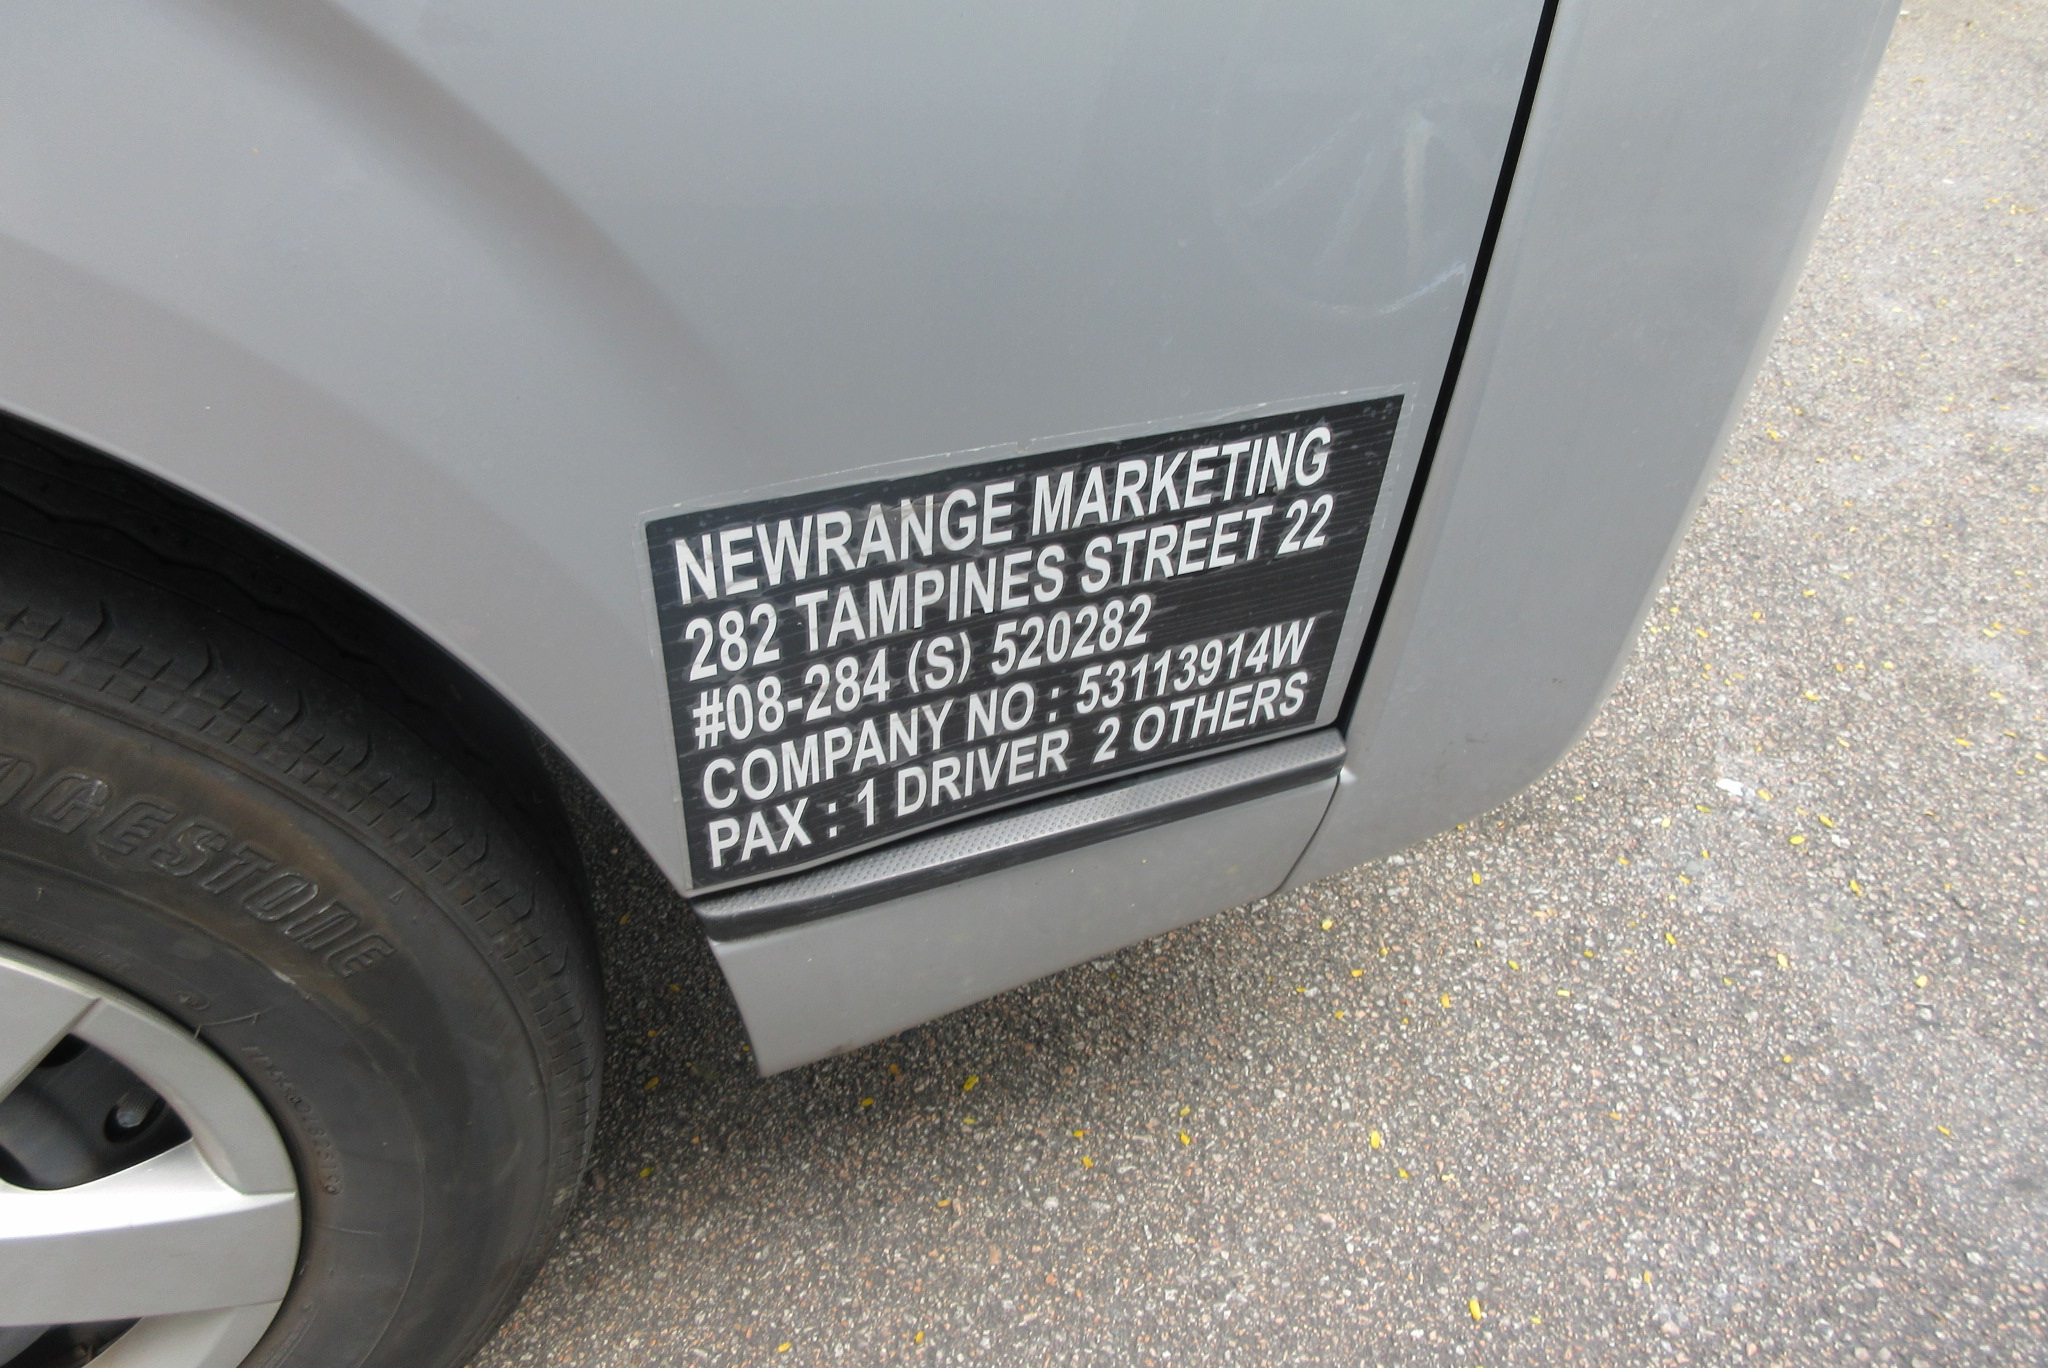 NEWRANGE MARKETING
282 TAMPINES STREET 22
#08-284 (S) 520282
COMPANY NO : 53113914W
PAX : 1 DRIVER 2 OTHERS